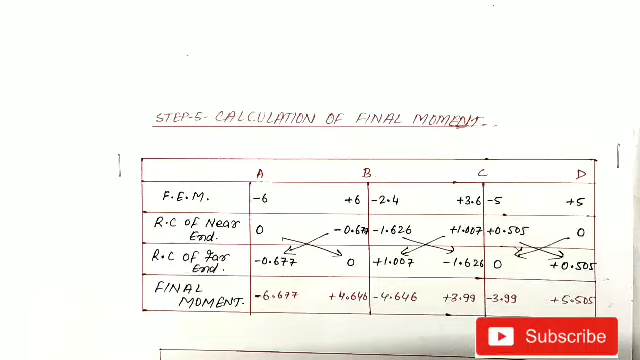 STEP-5- CALCULATION OF FINAL MOMENT.
A B C D
F.E.M. -6 +6 -2.4 +3.6 -5 +5
R.C of Near End. 0 -0.677 -1.626 +1.007 +0.505 0
R.C of Far End. -0.677 0 +1.007 -1.626 0 +0.505
FINAL MOMENT. -6.677 +4.646 -4.646 +3.99 -3.99 +5.505
Subscribe